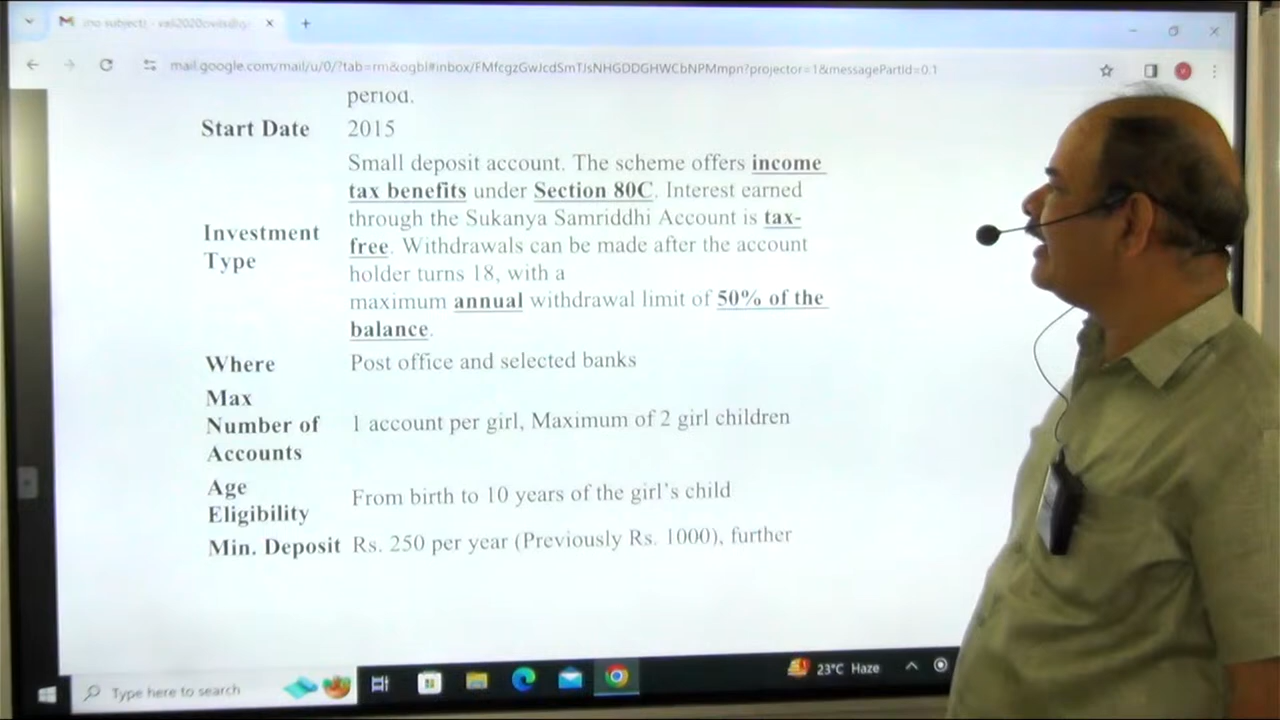 (no subject) - vali2020civils@g
mail.google.com/mail/u/0/?tab=rm&ogbl#inbox/FMfcgzGwJcdSmTJsNHGDDGHWCbNPMmpn?projector=1&messagePartId=0.1
period.
Start Date 2015
Small deposit account. The scheme offers income
tax benefits under Section 80C. Interest earned
through the Sukanya Samriddhi Account is tax-
Investment Type
free. Withdrawals can be made after the account
holder turns 18, with a
maximum annual withdrawal limit of 50% of the
balance.
Where Post office and selected banks
Max
Number of 1 account per girl, Maximum of 2 girl children
Accounts
Age
Eligibility From birth to 10 years of the girl's child
Min. Deposit Rs. 250 per year (Previously Rs. 1000), further
Type here to search
23°C Haze